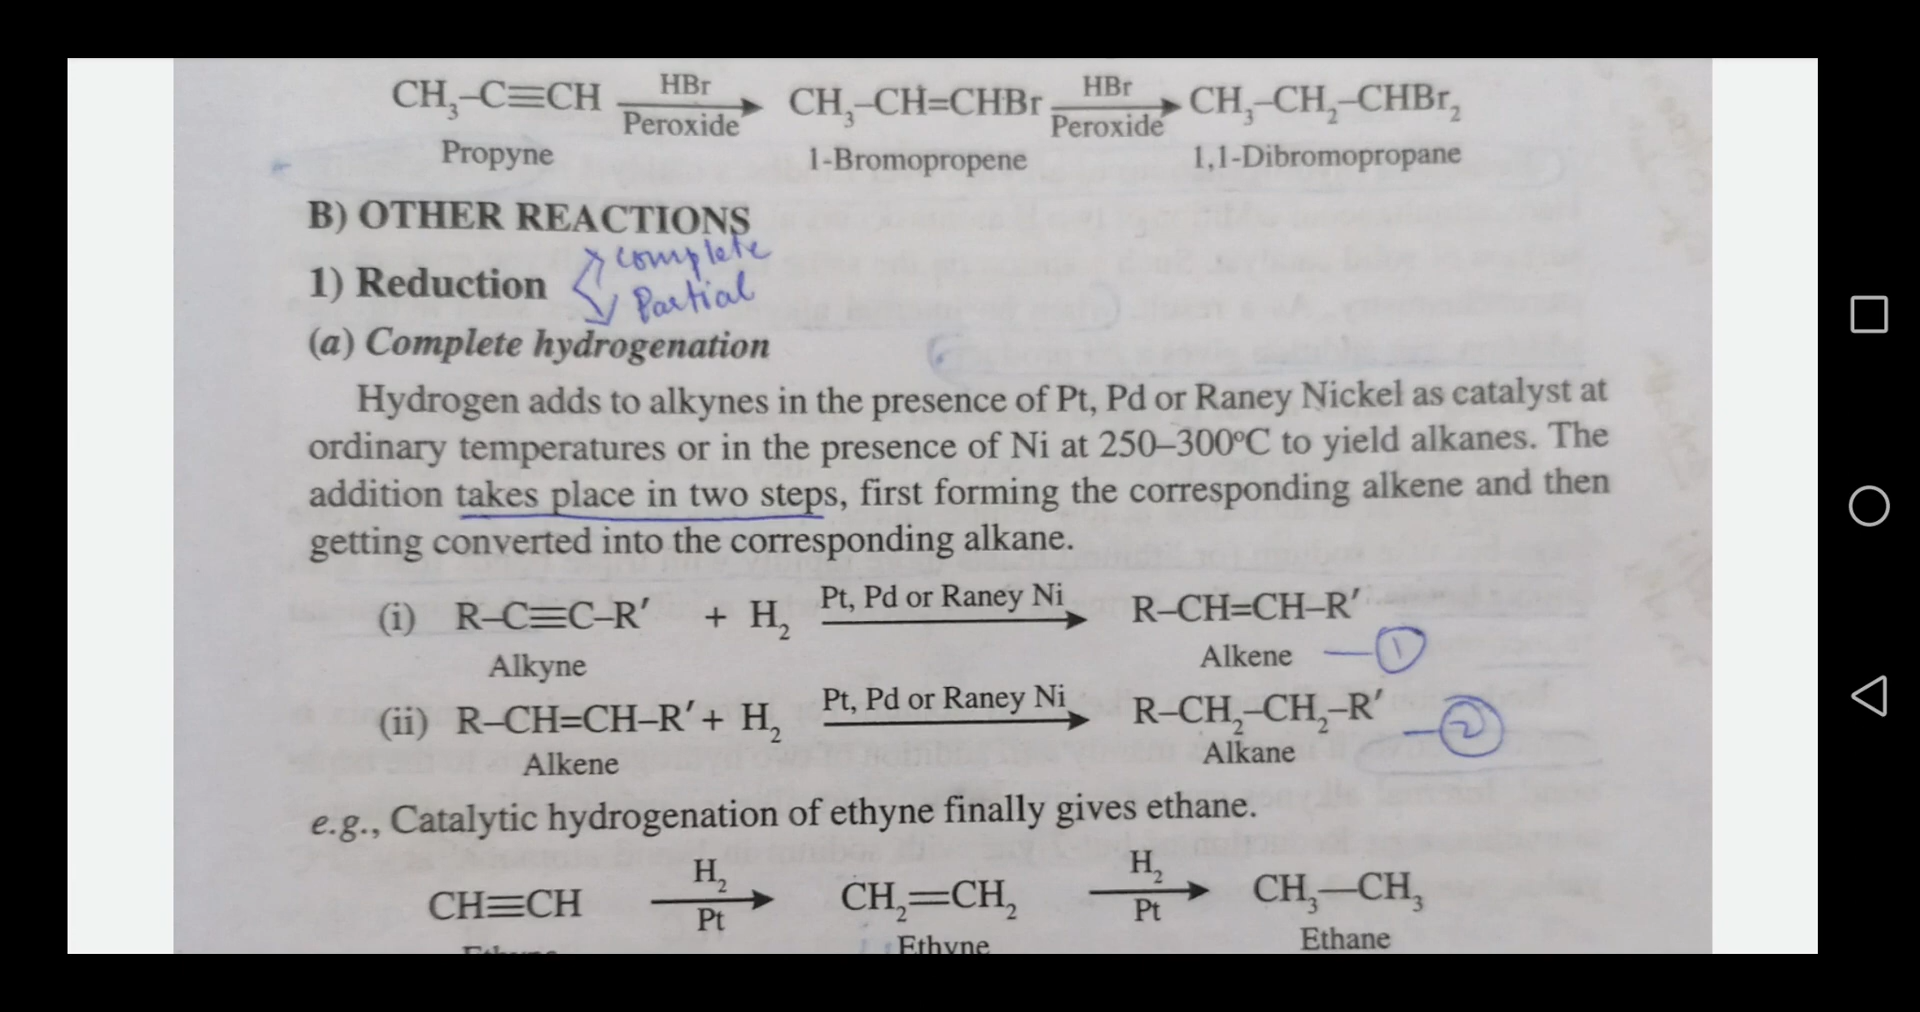 CH₃–C≡CH HBr Peroxide CH₃–CH=CHBr HBr Peroxide CH₃–CH₂–CHBr₂
Propyne 1-Bromopropene 1,1-Dibromopropane
B) OTHER REACTIONS
complete
1) Reduction
Partial
(a) Complete hydrogenation
Hydrogen adds to alkynes in the presence of Pt, Pd or Raney Nickel as catalyst at
ordinary temperatures or in the presence of Ni at 250–300°C to yield alkanes. The
addition takes place in two steps, first forming the corresponding alkene and then
getting converted into the corresponding alkane.
(i) R–C≡C–R′ + H₂ Pt, Pd or Raney Ni R–CH=CH–R′
Alkyne Alkene — 1
(ii) R–CH=CH–R′ + H₂ Pt, Pd or Raney Ni R–CH₂–CH₂–R′ — 2
Alkene Alkane
e.g., Catalytic hydrogenation of ethyne finally gives ethane.
CH≡CH H₂ Pt CH₂=CH₂ H₂ Pt CH₃—CH₃
Ethyne Ethane